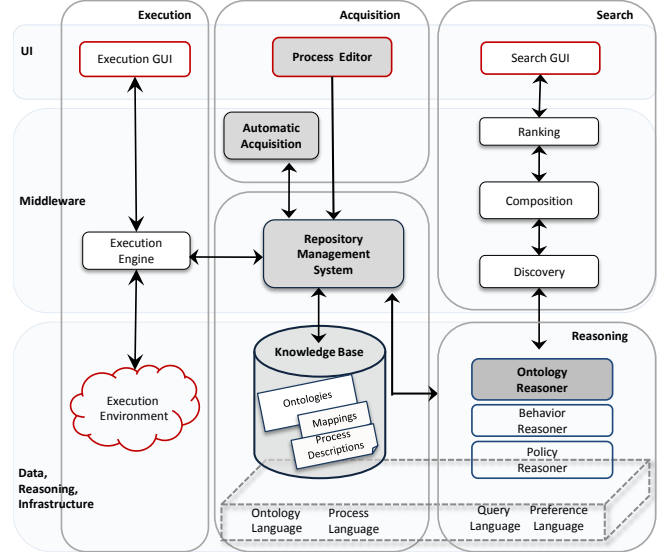 Execution
Acquisition
Search
UI
Execution GUI
Process Editor
Search GUI
Automatic
Acquisition
Ranking
Middleware
Composition
Execution
Engine
Repository
Management
System
Discovery
Reasoning
Knowledge Base
Ontology
Reasoner
Ontologies
Behavior
Reasoner
Mappings
Execution
Environment
Process
Descriptions
Policy
Reasoner
Data,
Reasoning,
Infrastructure
Ontology
Language
Process
Language
Query
Language
Preference
Language